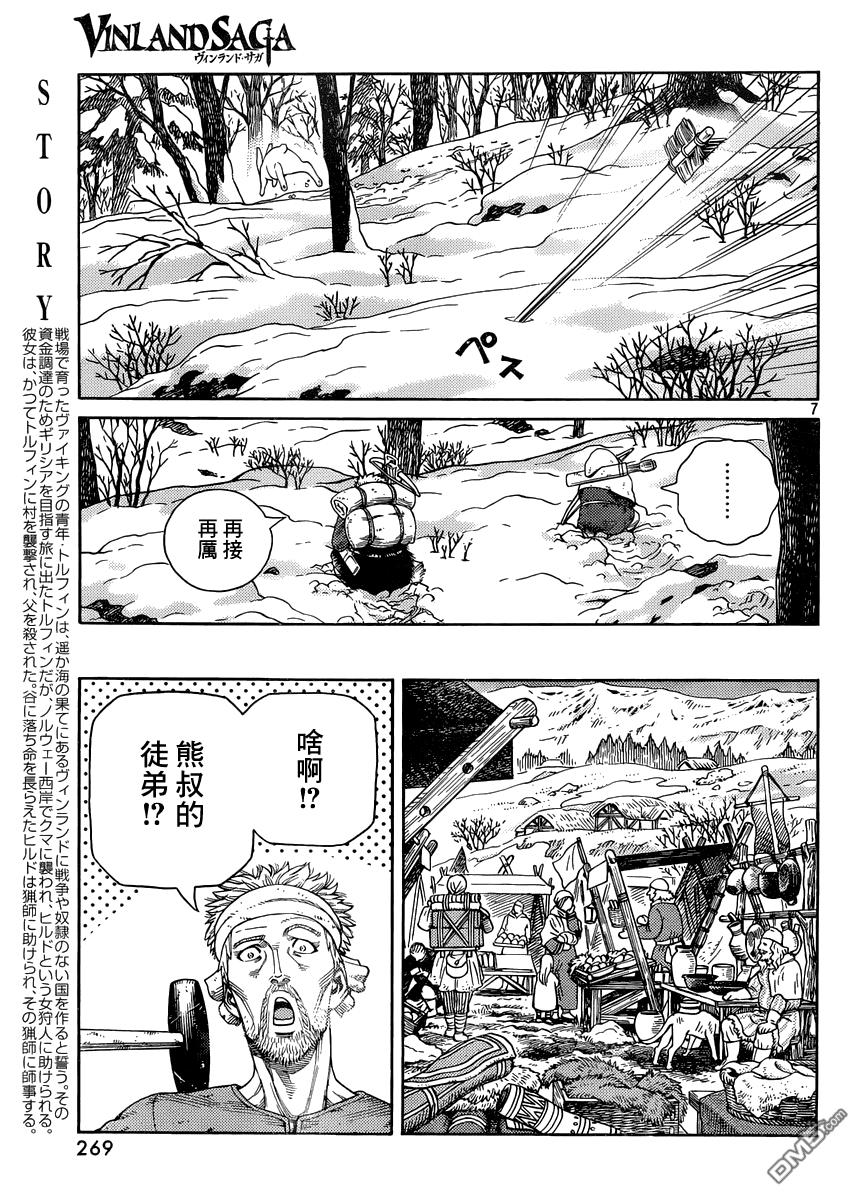 VINLAND SAGA
ヴィンランド・サガ
STORY
戦場で育ったヴァイキングの青年・トルフィンは、遥か海の果てにあるヴィンランドに戦争や奴隷のない国を作ると誓う。その
資金調達のためギリシアを目指す旅に出たトルフィンだが、ノルウェー西岸でクマに襲われ、ヒルドという女狩人に助けられる。
彼女は、かつてトルフィンに村を襲撃され、父を殺された。谷に落ち命を長らえたヒルドは猟師に助けられ、その猟師に師事する。
ペス
7
………
再接
再厲
啥啊!?
熊叔的
徒弟!?
269
DM5.com